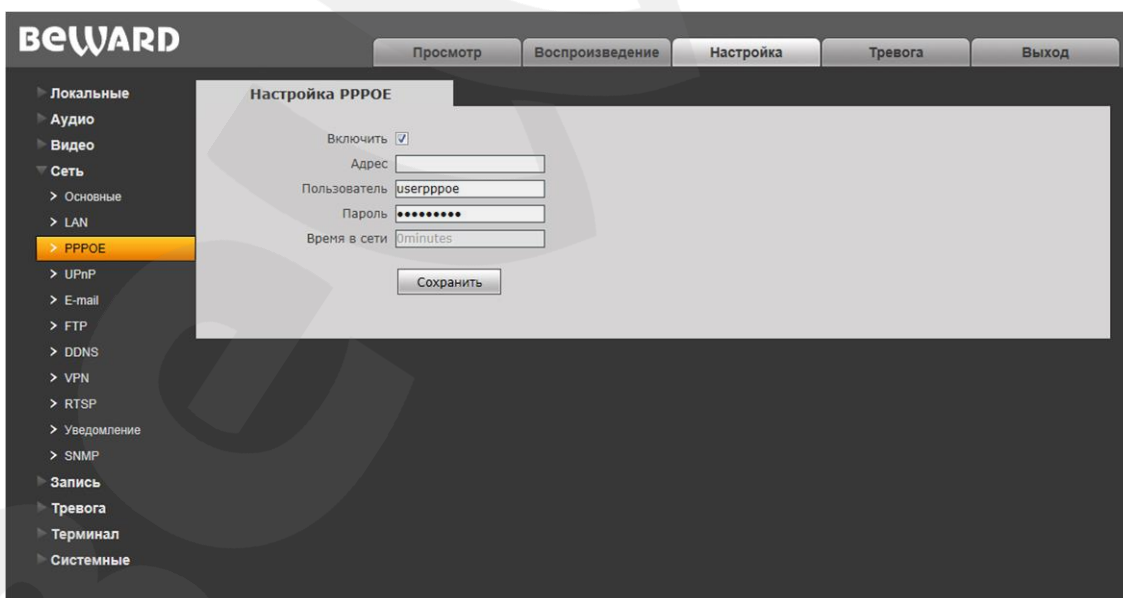 BEWARD
Просмотр Воспроизведение Настройка Тревога Выход
Локальные
Аудио
Видео
Сеть
> Основные
> LAN
> PPPOE
> UPnP
> E-mail
> FTP
> DDNS
> VPN
> RTSP
> Уведомление
> SNMP
Запись
Тревога
Терминал
Системные
Настройка PPPOE
Включить
Адрес
Пользователь userpppoe
Пароль •••••••••
Время в сети 0minutes
Сохранить